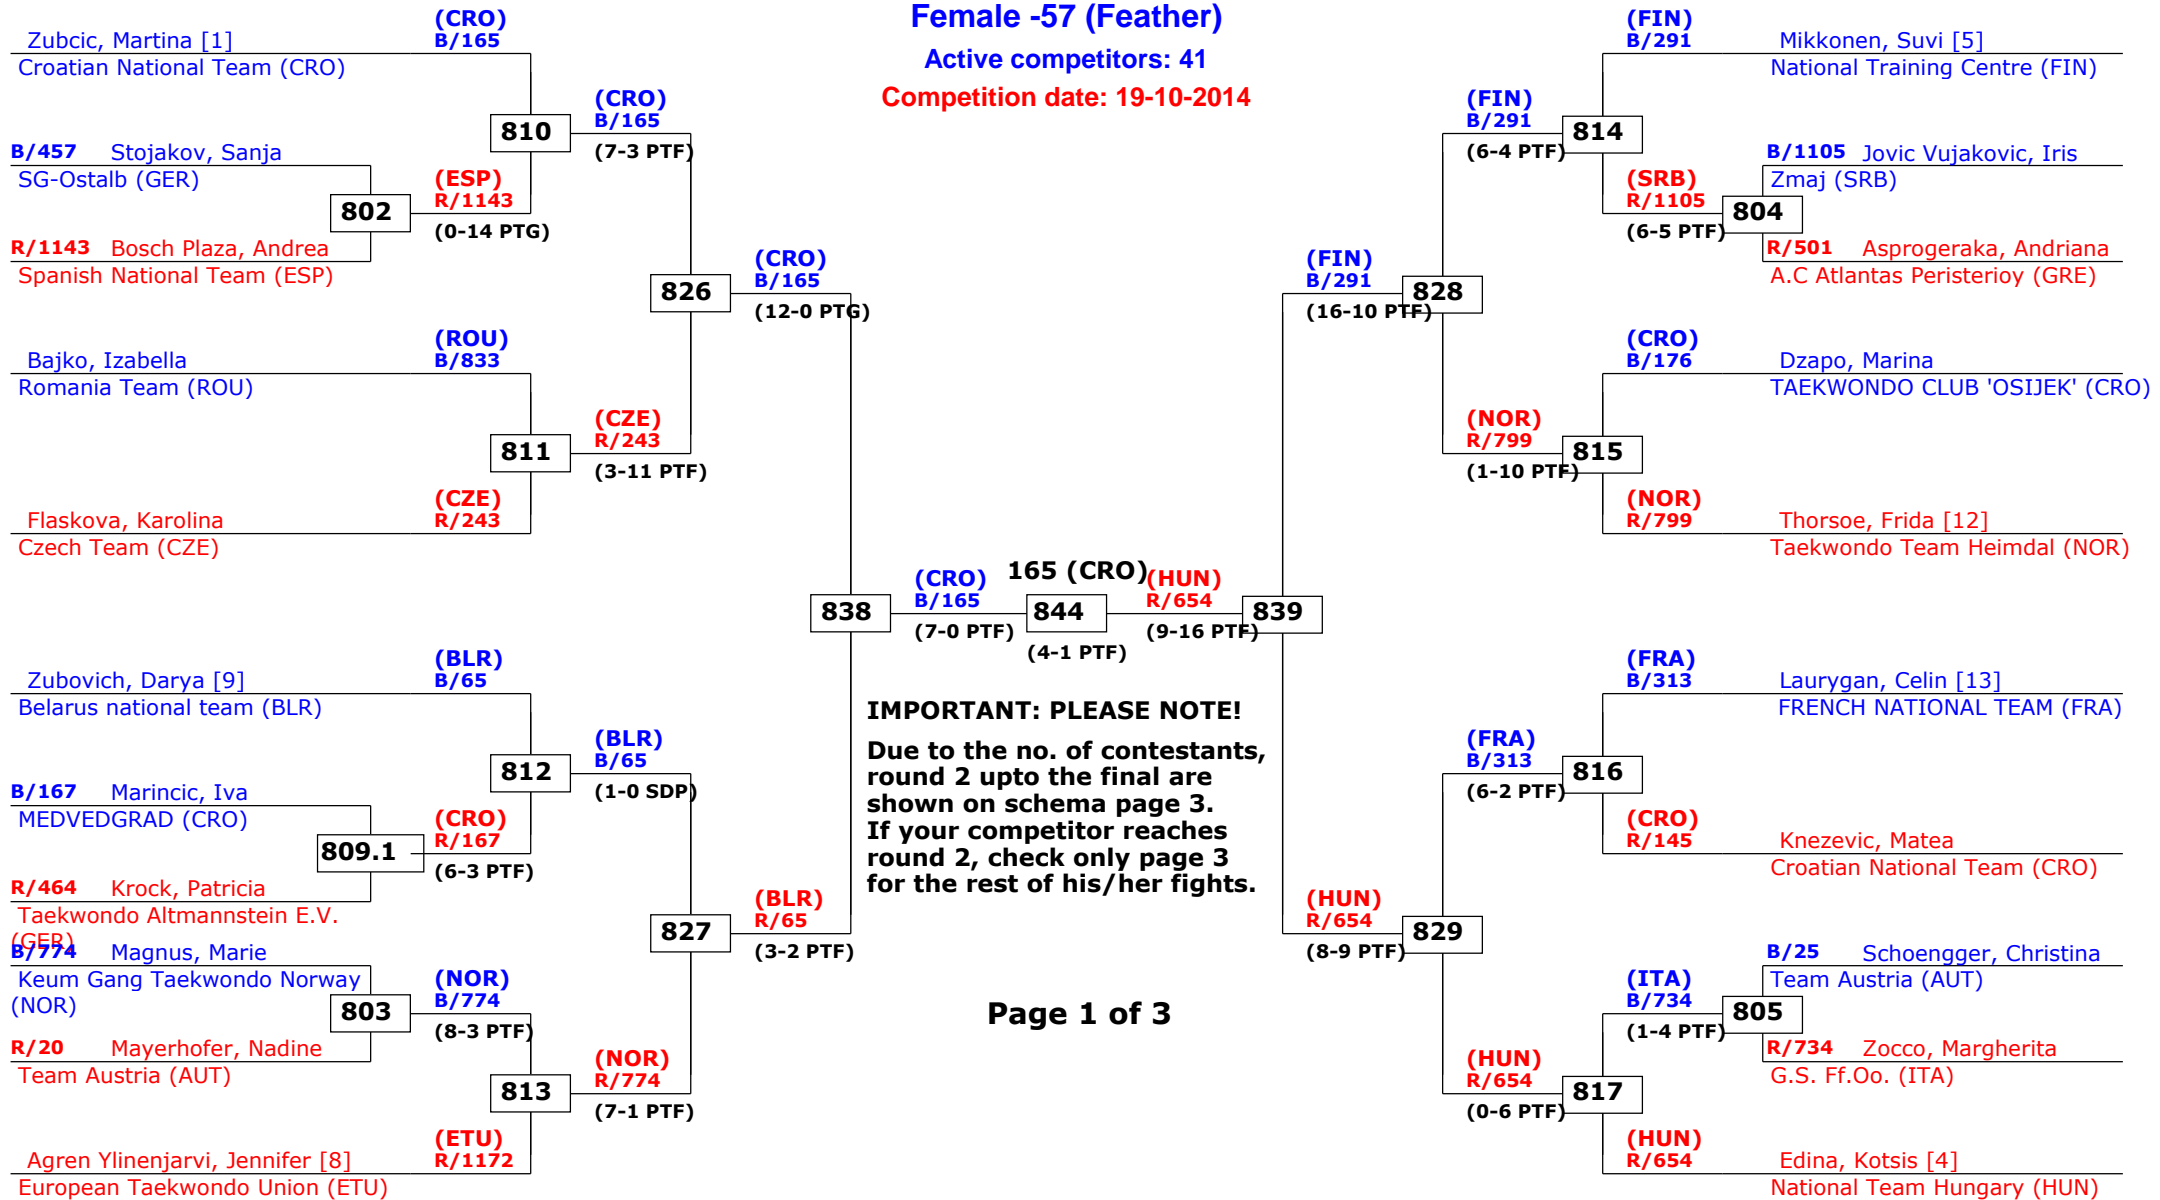 Female -57 (Feather)
Active competitors: 41
Competition date: 19-10-2014
Zubcic, Martina [1]
Croatian National Team (CRO)
(CRO)
B/165
B/457 Stojakov, Sanja
SG-Ostalb (GER)
802
R/1143 Bosch Plaza, Andrea
Spanish National Team (ESP)
(ESP)
R/1143
(0-14 PTG)
810
(CRO)
B/165
(7-3 PTF)
Bajko, Izabella
Romania Team (ROU)
(ROU)
B/833
811
Flaskova, Karolina
Czech Team (CZE)
(CZE)
R/243
(CZE)
R/243
(3-11 PTF)
826
(CRO)
B/165
(12-0 PTG)
Zubovich, Darya [9]
Belarus national team (BLR)
(BLR)
B/65
B/167 Marincic, Iva
MEDVEDGRAD (CRO)
809.1
R/464 Krock, Patricia
Taekwondo Altmannstein E.V.
(GER)
(CRO)
R/167
(6-3 PTF)
812
(BLR)
B/65
(1-0 SDP)
B/774 Magnus, Marie
Keum Gang Taekwondo Norway
(NOR)
803
R/20 Mayerhofer, Nadine
Team Austria (AUT)
(NOR)
B/774
(8-3 PTF)
813
Agren Ylinenjarvi, Jennifer [8]
European Taekwondo Union (ETU)
(ETU)
R/1172
(NOR)
R/774
(7-1 PTF)
827
(BLR)
R/65
(3-2 PTF)
838
(CRO)
B/165
(7-0 PTF)
165 (CRO)
844
(4-1 PTF)
(HUN)
R/654
(9-16 PTF)
839
IMPORTANT: PLEASE NOTE!
Due to the no. of contestants,
round 2 upto the final are
shown on schema page 3.
If your competitor reaches
round 2, check only page 3
for the rest of his/her fights.
Page 1 of 3
(FIN)
B/291
(16-10 PTF)
828
(FIN)
B/291
(6-4 PTF)
814
(FIN)
B/291
Mikkonen, Suvi [5]
National Training Centre (FIN)
(SRB)
R/1105
(6-5 PTF)
804
B/1105 Jovic Vujakovic, Iris
Zmaj (SRB)
R/501 Asprogeraka, Andriana
A.C Atlantas Peristerioy (GRE)
(NOR)
R/799
(1-10 PTF)
815
(CRO)
B/176
Dzapo, Marina
TAEKWONDO CLUB 'OSIJEK' (CRO)
(NOR)
R/799
Thorsoe, Frida [12]
Taekwondo Team Heimdal (NOR)
(HUN)
R/654
(8-9 PTF)
829
(FRA)
B/313
(6-2 PTF)
816
(FRA)
B/313
Laurygan, Celin [13]
FRENCH NATIONAL TEAM (FRA)
(CRO)
R/145
Knezevic, Matea
Croatian National Team (CRO)
(HUN)
R/654
(0-6 PTF)
817
(ITA)
B/734
(1-4 PTF)
805
B/25 Schoengger, Christina
Team Austria (AUT)
R/734 Zocco, Margherita
G.S. Ff.Oo. (ITA)
(HUN)
R/654
Edina, Kotsis [4]
National Team Hungary (HUN)